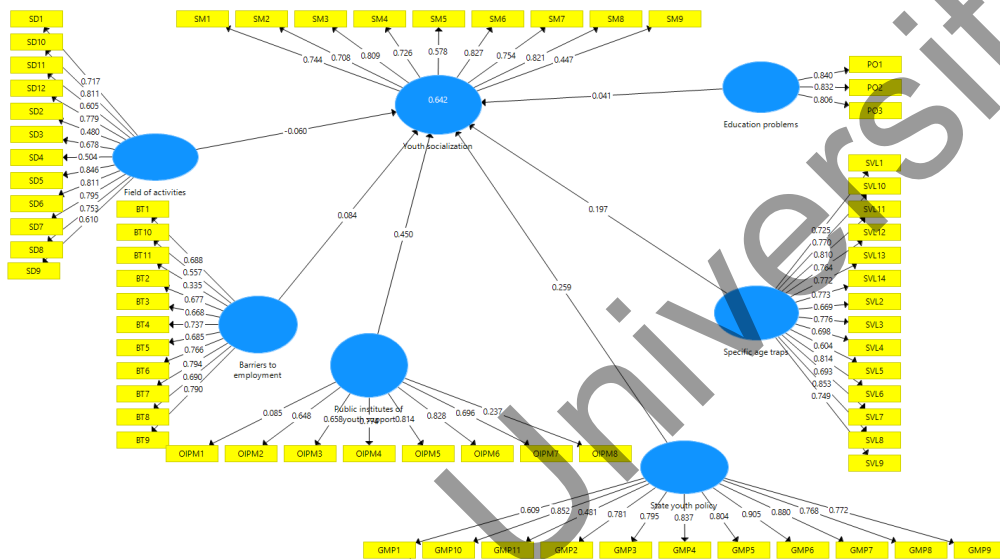 SD1
SD10
SD11
SD12
SD2
SD3
SD4
SD5
SD6
SD7
SD8
SD9
0.717
0.811
0.605
0.779
0.480
0.678
0.504
0.846
0.811
0.795
0.753
0.610
Field of activities
-0.060
SM1 SM2 SM3 SM4 SM5 SM6 SM7 SM8 SM9
0.744 0.708 0.809 0.726 0.578 0.827 0.754 0.821 0.447
0.642
Youth socialization
0.041
Education problems
0.840
0.832
0.806
PO1
PO2
PO3
BT1
BT10
BT11
BT2
BT3
BT4
BT5
BT6
BT7
BT8
BT9
0.688
0.557
0.335
0.677
0.668
0.737
0.685
0.766
0.794
0.690
0.790
Barriers to
employment
0.084
0.450
0.259
0.197
Specific age traps
0.725
0.770
0.810
0.764
0.772
0.773
0.669
0.776
0.698
0.604
0.814
0.693
0.853
0.749
SVL1
SVL10
SVL11
SVL12
SVL13
SVL14
SVL2
SVL3
SVL4
SVL5
SVL6
SVL7
SVL8
SVL9
Public institutes of
youth support
0.085 0.648 0.658 0.814 0.828 0.696 0.237
OIPM1 OIPM2 OIPM3 OIPM4 OIPM5 OIPM6 OIPM7 OIPM8
State youth policy
0.609 0.852 0.481 0.781 0.795 0.837 0.804 0.905 0.880 0.768 0.772
GMP1 GMP10 GMP11 GMP2 GMP3 GMP4 GMP5 GMP6 GMP7 GMP8 GMP9
Universit